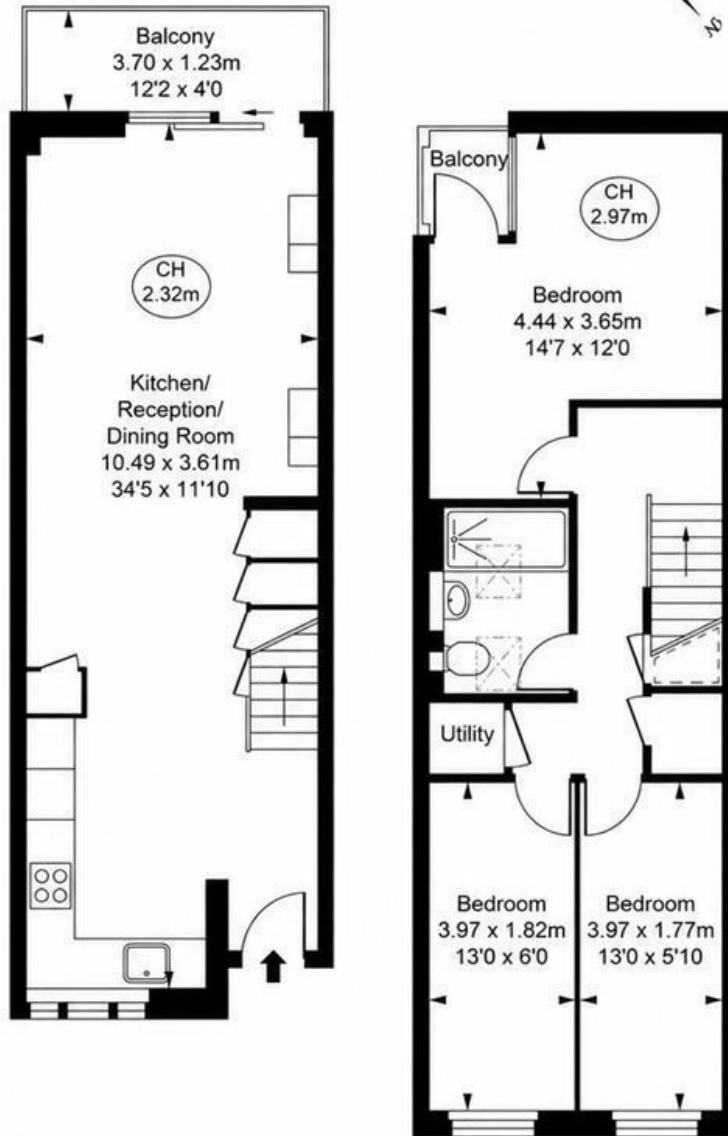 N
Balcony
3.70 x 1.23m
12'2 x 4'0
CH
2.32m
Kitchen/
Reception/
Dining Room
10.49 x 3.61m
34'5 x 11'10
Balcony
CH
2.97m
Bedroom
4.44 x 3.65m
14'7 x 12'0
Utility
Bedroom
3.97 x 1.82m
13'0 x 6'0
Bedroom
3.97 x 1.77m
13'0 x 5'10